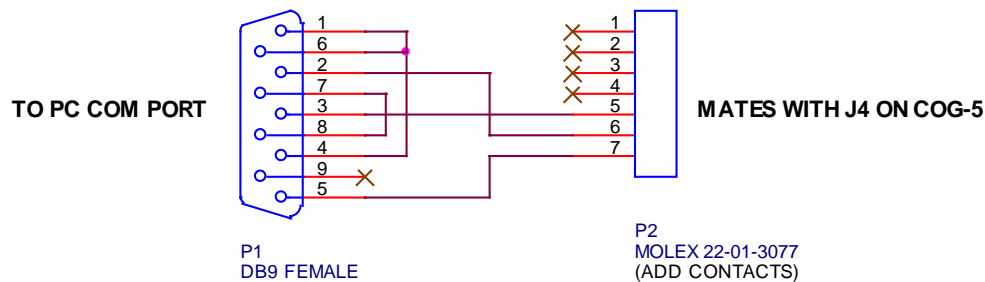 1
6
2
7
3
8
4
9
5
1
2
3
4
5
6
7
TO PC COM PORT
MATES WITH J4 ON COG-5
P1
DB9 FEMALE
P2
MOLEX 22-01-3077
(ADD CONTACTS)